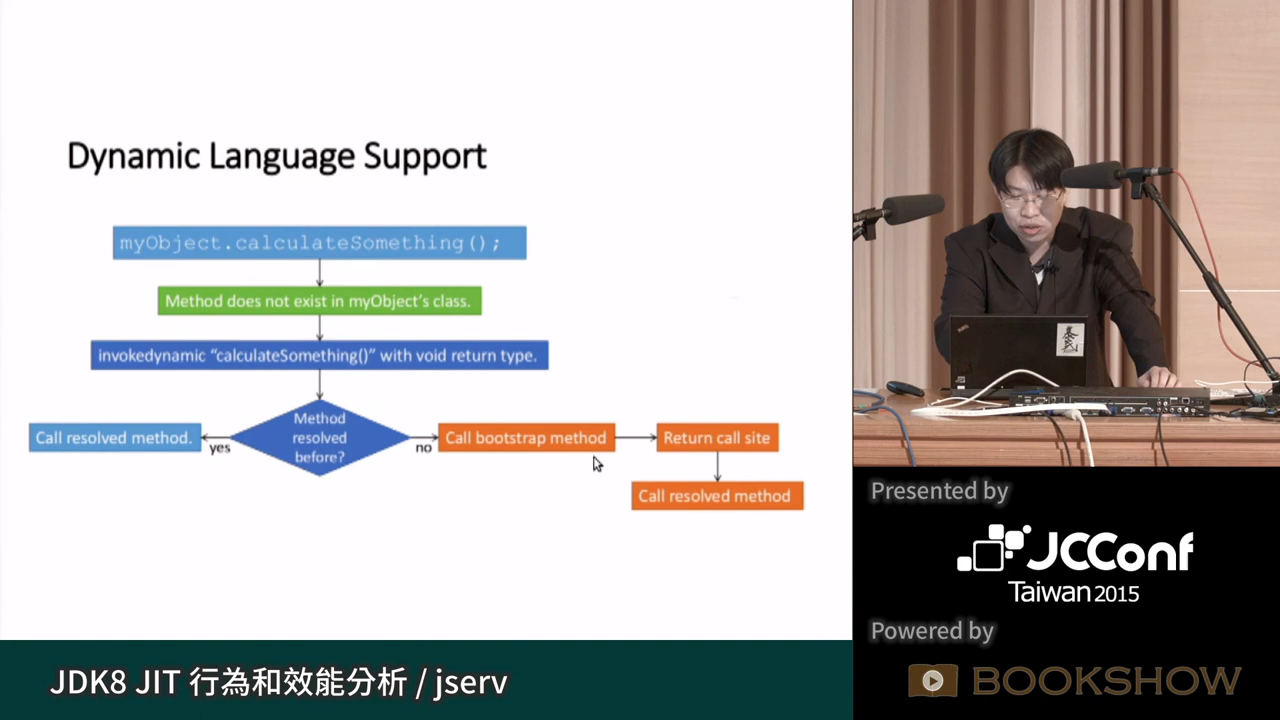 Dynamic Language Support
myObject.calculateSomething();
Method does not exist in myObject's class.
invokedynamic “calculateSomething()” with void return type.
Method
resolved
before?
Call resolved method.
yes
no
Call bootstrap method
Return call site
Call resolved method
Presented by
JCConf
Taiwan 2015
Powered by
BOOKSHOW
JDK8 JIT 行為和效能分析 / jserv